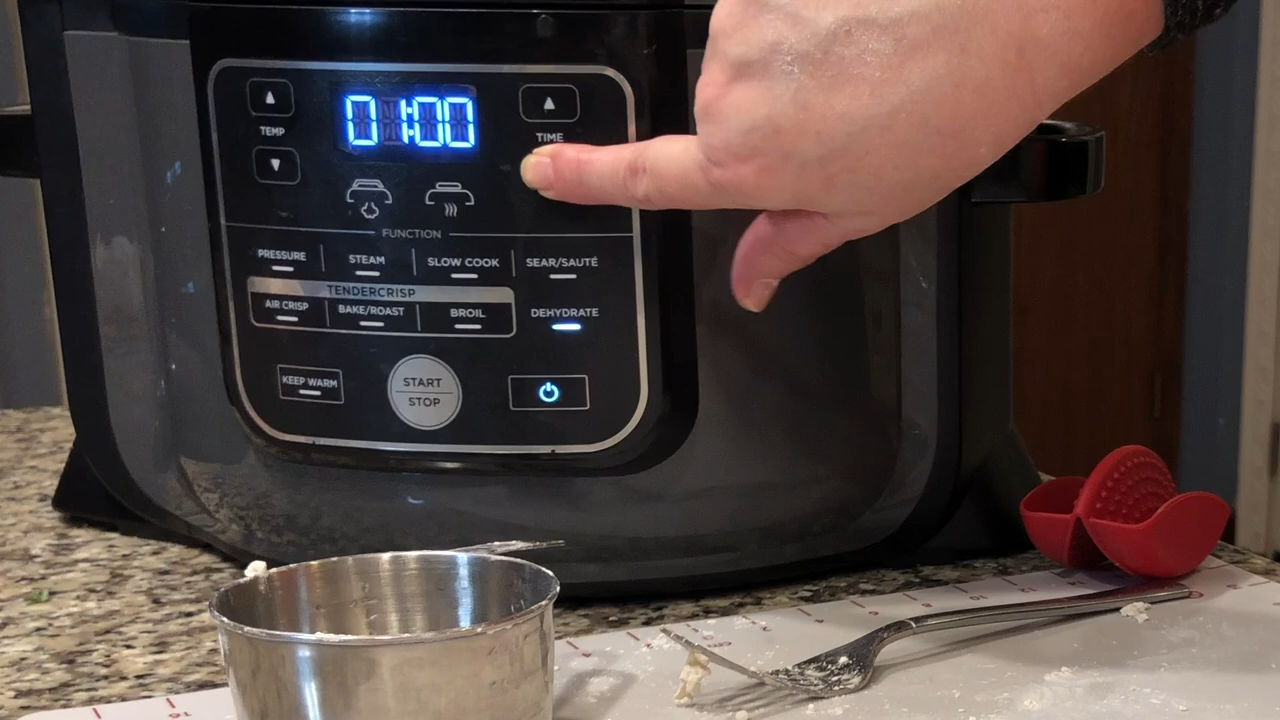 01:00
TEMP
TIME
FUNCTION
PRESSURE STEAM SLOW COOK SEAR/SAUTÉ
TENDERCRISP
AIR CRISP BAKE/ROAST BROIL DEHYDRATE
KEEP WARM
START
STOP